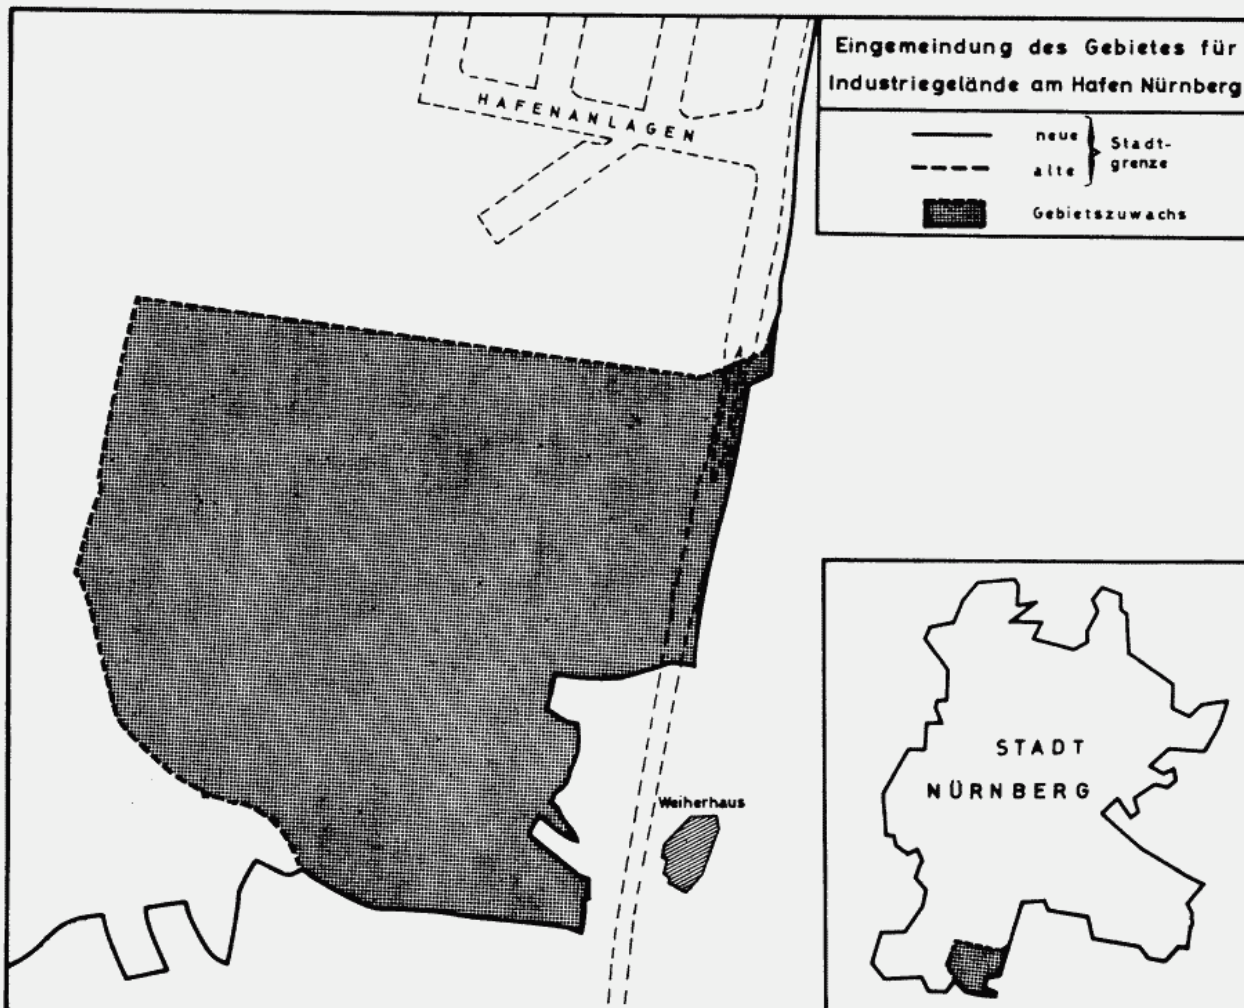 Eingemeindung des Gebietes für
Industriegelände am Hafen Nürnberg
neue
alte
Stadt-
grenze
Gebietszuwachs
HAFENANLAGEN
Weiherhaus
STADT
NÜRNBERG